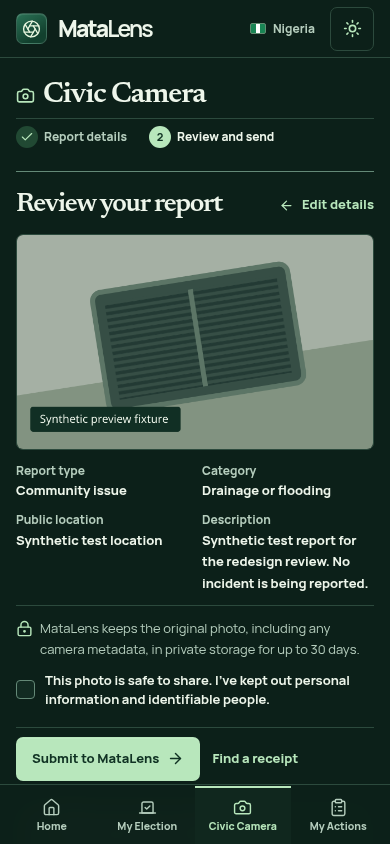 MataLens
Nigeria
Civic Camera
Report details
2 Review and send
Review your report
Edit details
Synthetic preview fixture
Report type
Community issue
Category
Drainage or flooding
Public location
Synthetic test location
Description
Synthetic test report for
the redesign review. No
incident is being reported.
MataLens keeps the original photo, including any
camera metadata, in private storage for up to 30 days.
This photo is safe to share. I've kept out personal
information and identifiable people.
Submit to MataLens
Find a receipt
Home
My Election
Civic Camera
My Actions